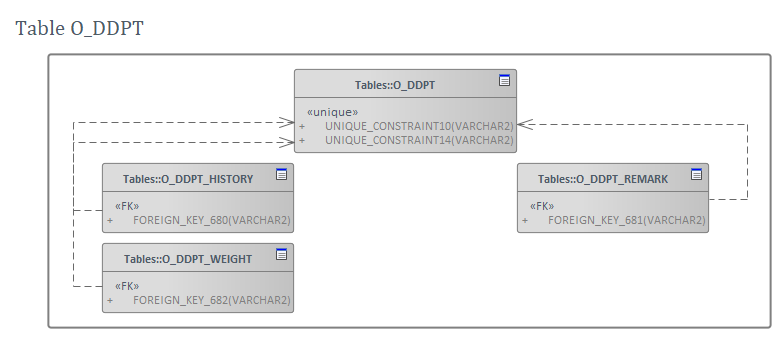 Table O_DDPT
Tables::O_DDPT
«unique»
+ UNIQUE_CONSTRAINT10(VARCHAR2)
+ UNIQUE_CONSTRAINT14(VARCHAR2)
Tables::O_DDPT_HISTORY
«FK»
+ FOREIGN_KEY_680(VARCHAR2)
Tables::O_DDPT_REMARK
«FK»
+ FOREIGN_KEY_681(VARCHAR2)
Tables::O_DDPT_WEIGHT
«FK»
+ FOREIGN_KEY_682(VARCHAR2)